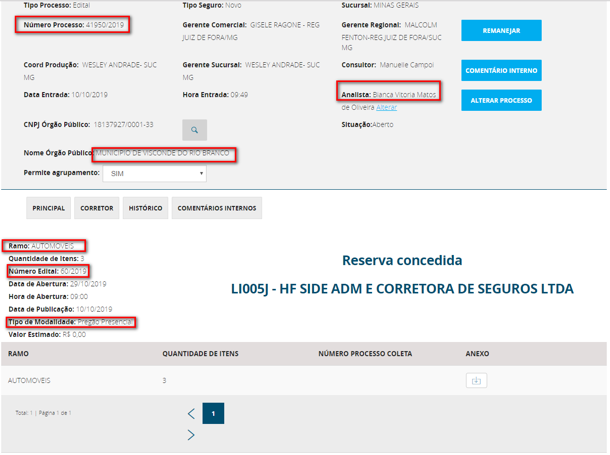 Tipo Processo: Edital Tipo Seguro: Novo Sucursal: MINAS GERAIS
Número Processo: 41950/2019 Gerente Comercial: GISELE RAGONE - REG Gerente Regional: MALCOLM REMANEJAR
JUIZ DE FORA/MG FENTON-REG JUIZ DE FORA/SUC
MG
Coord Produção: WESLEY ANDRADE- SUC Gerente Sucursal: WESLEY ANDRADE- SUC Consultor: Manuelle Campoi COMENTÁRIO INTERNO
MG MG
Data Entrada: 10/10/2019 Hora Entrada: 09:49 Analista: Bianca Vitoria Matos ALTERAR PROCESSO
de Oliveira Alterar
CNPJ Órgão Público: 18137927/0001-33 Situação:Aberto
Nome Órgão Público: MUNICIPIO DE VISCONDE DO RIO BRANCO
Permite agrupamento: SIM
PRINCIPAL CORRETOR HISTÓRICO COMENTÁRIOS INTERNOS
Ramo: AUTOMOVEIS
Quantidade de Itens: 3
Número Edital: 60/2019
Data de Abertura: 29/10/2019
Hora de Abertura: 09:00
Data de Publicação: 10/10/2019
Tipo de Modalidade: Pregão Presencial
Valor Estimado: R$ 0,00
Reserva concedida
LI005J - HF SIDE ADM E CORRETORA DE SEGUROS LTDA
RAMO QUANTIDADE DE ITENS NÚMERO PROCESSO COLETA ANEXO
AUTOMOVEIS 3
Total: 1 | Página 1 de 1 1